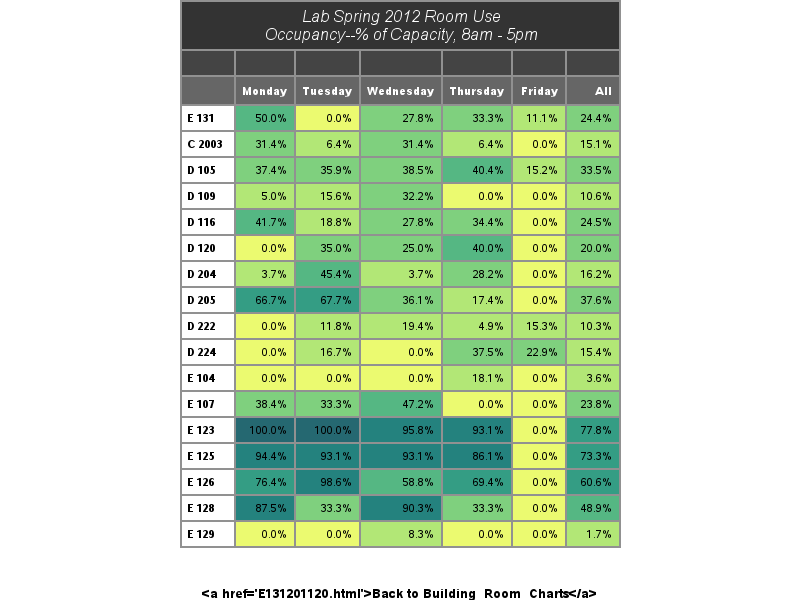 Lab Spring 2012 Room Use
Occupancy--% of Capacity, 8am - 5pm
Monday Tuesday Wednesday Thursday Friday All
E 131 50.0% 0.0% 27.8% 33.3% 11.1% 24.4%
C 2003 31.4% 6.4% 31.4% 6.4% 0.0% 15.1%
D 105 37.4% 35.9% 38.5% 40.4% 15.2% 33.5%
D 109 5.0% 15.6% 32.2% 0.0% 0.0% 10.6%
D 116 41.7% 18.8% 27.8% 34.4% 0.0% 24.5%
D 120 0.0% 35.0% 25.0% 40.0% 0.0% 20.0%
D 204 3.7% 45.4% 3.7% 28.2% 0.0% 16.2%
D 205 66.7% 67.7% 36.1% 17.4% 0.0% 37.6%
D 222 0.0% 11.8% 19.4% 4.9% 15.3% 10.3%
D 224 0.0% 16.7% 0.0% 37.5% 22.9% 15.4%
E 104 0.0% 0.0% 0.0% 18.1% 0.0% 3.6%
E 107 38.4% 33.3% 47.2% 0.0% 0.0% 23.8%
E 123 100.0% 100.0% 95.8% 93.1% 0.0% 77.8%
E 125 94.4% 93.1% 93.1% 86.1% 0.0% 73.3%
E 126 76.4% 98.6% 58.8% 69.4% 0.0% 60.6%
E 128 87.5% 33.3% 90.3% 33.3% 0.0% 48.9%
E 129 0.0% 0.0% 8.3% 0.0% 0.0% 1.7%
<a href='E131201120.html'>Back to Building_Room_Charts</a>